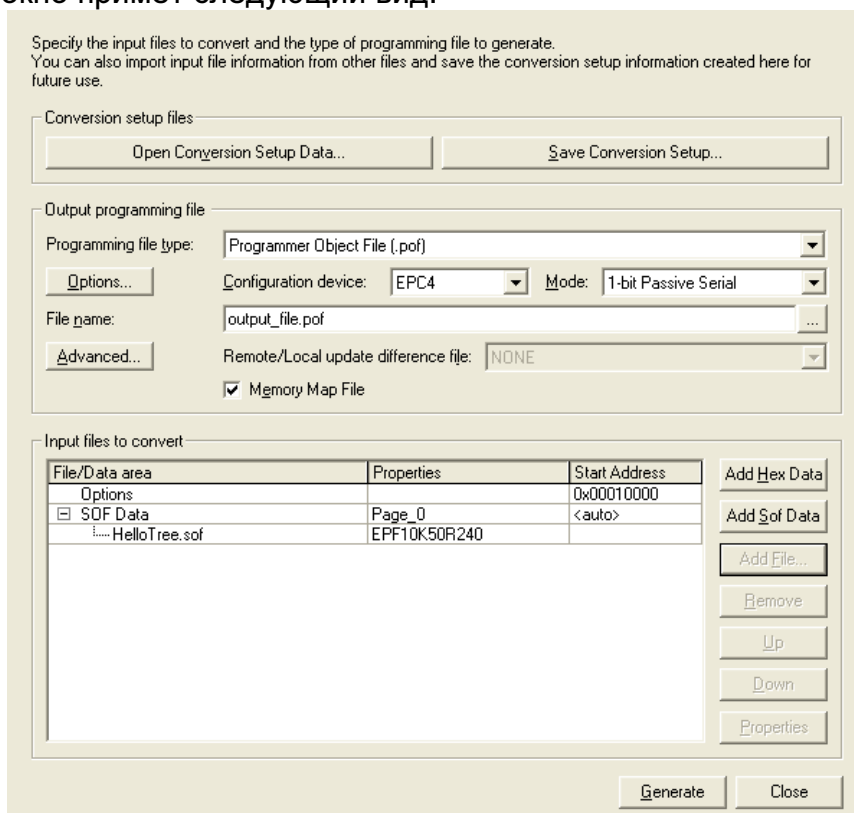 окно примет следующий вид:
Specify the input files to convert and the type of programming file to generate.
You can also import input file information from other files and save the conversion setup information created here for
future use.
Conversion setup files
Open Conversion Setup Data... Save Conversion Setup...
Output programming file
Programming file type: Programmer Object File (.pof)
Options... Configuration device: EPC4 Mode: 1-bit Passive Serial
File name: output_file.pof ...
Advanced... Remote/Local update difference file: NONE
Memory Map File
Input files to convert
File/Data area Properties Start Address Add Hex Data
Options 0x00010000
SOF Data Page_0 <auto> Add Sof Data
HelloTree.sof EPF10K50R240
Add File...
Remove
Up
Down
Properties
Generate Close